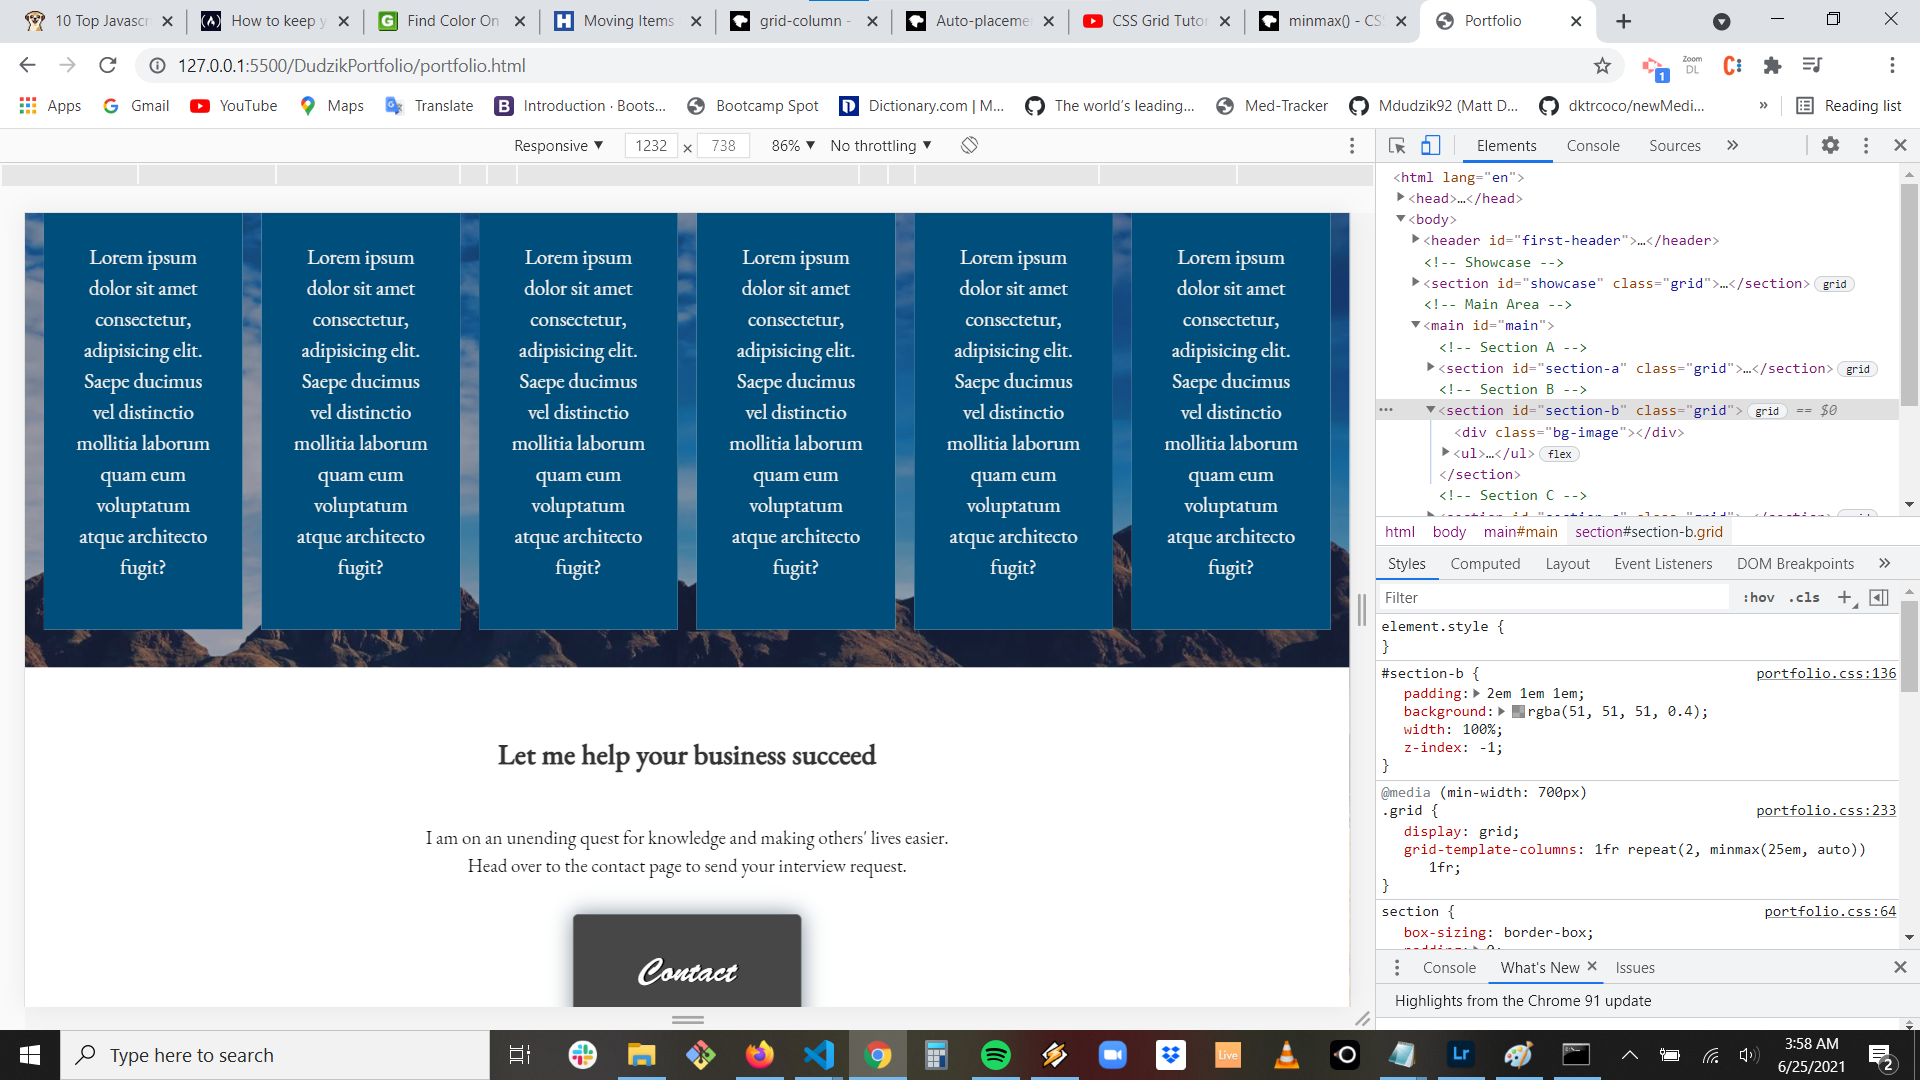 10 Top Javascr
How to keep y
Find Color On
Moving Items
grid-column -
Auto-placeme
CSS Grid Tuto
minmax() - CS
Portfolio
127.0.0.1:5500/DudzikPortfolio/portfolio.html
1
Zoom
DL
Apps
Gmail
YouTube
Maps
Translate
Introduction · Boots...
Bootcamp Spot
Dictionary.com | M...
The world's leading...
Med-Tracker
Mdudzik92 (Matt D...
dktrcoco/newMedi...
»
Reading list
Responsive ▼
1232 × 738
86% ▼
No throttling ▼
Elements
Console
Sources
»
Lorem ipsum
dolor sit amet
consectetur,
adipisicing elit.
Saepe ducimus
vel distinctio
mollitia laborum
quam eum
voluptatum
atque architecto
fugit?
Lorem ipsum
dolor sit amet
consectetur,
adipisicing elit.
Saepe ducimus
vel distinctio
mollitia laborum
quam eum
voluptatum
atque architecto
fugit?
Lorem ipsum
dolor sit amet
consectetur,
adipisicing elit.
Saepe ducimus
vel distinctio
mollitia laborum
quam eum
voluptatum
atque architecto
fugit?
Lorem ipsum
dolor sit amet
consectetur,
adipisicing elit.
Saepe ducimus
vel distinctio
mollitia laborum
quam eum
voluptatum
atque architecto
fugit?
Lorem ipsum
dolor sit amet
consectetur,
adipisicing elit.
Saepe ducimus
vel distinctio
mollitia laborum
quam eum
voluptatum
atque architecto
fugit?
Lorem ipsum
dolor sit amet
consectetur,
adipisicing elit.
Saepe ducimus
vel distinctio
mollitia laborum
quam eum
voluptatum
atque architecto
fugit?
Let me help your business succeed
I am on an unending quest for knowledge and making others' lives easier.
Head over to the contact page to send your interview request.
Contact
<html lang="en">
<head>…</head>
<body>
<header id="first-header">…</header>
<!-- Showcase -->
<section id="showcase" class="grid">…</section> grid
<!-- Main Area -->
<main id="main">
<!-- Section A -->
<section id="section-a" class="grid">…</section> grid
<!-- Section B -->
<section id="section-b" class="grid"> grid == $0
<div class="bg-image"></div>
<ul>…</ul> flex
</section>
<!-- Section C -->
html body main#main section#section-b.grid
Styles
Computed
Layout
Event Listeners
DOM Breakpoints
»
Filter
:hov
.cls
element.style {
}
#section-b {
portfolio.css:136
padding: 2em 1em 1em;
background: rgba(51, 51, 51, 0.4);
width: 100%;
z-index: -1;
}
@media (min-width: 700px)
.grid {
portfolio.css:233
display: grid;
grid-template-columns: 1fr repeat(2, minmax(25em, auto))
1fr;
}
section {
portfolio.css:64
box-sizing: border-box;
Console
What's New
Issues
Highlights from the Chrome 91 update
Type here to search
Live
Lr
3:58 AM
6/25/2021
2